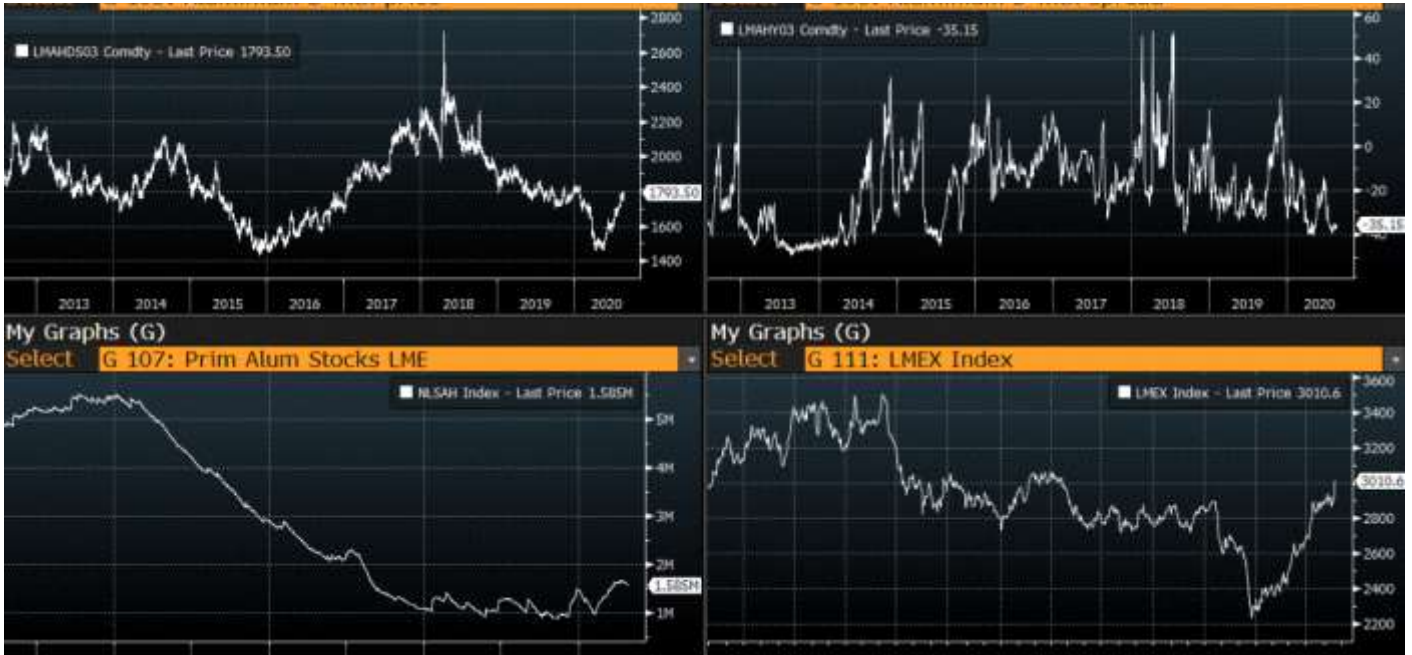 LMAHDS03 Comdty - Last Price 1793.50
2800
2600
2400
2200
2000
1793.50
1600
1400
2013 2014 2015 2016 2017 2018 2019 2020
LMAHY03 Comdty - Last Price -35.15
60
40
20
0
-20
-35.15
2013 2014 2015 2016 2017 2018 2019 2020
My Graphs (G)
Select G 107: Prim Alum Stocks LME
NLSAH Index - Last Price 1.585M
5M
4M
3M
2M
1.585M
1M
My Graphs (G)
Select G 111: LMEX Index
LMEX Index - Last Price 3010.6
3600
3400
3200
3010.6
2800
2600
2400
2200